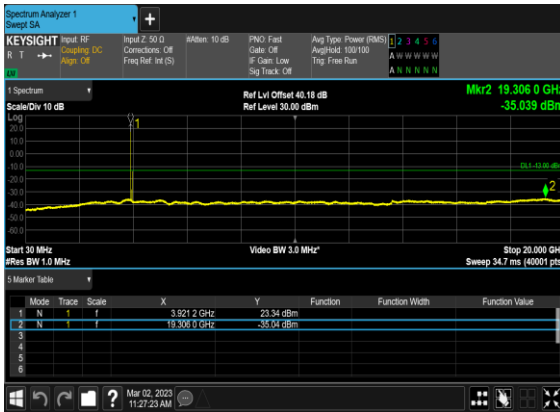 Spectrum Analyzer 1
Swept SA
KEYSIGHT Input: RF Input Z: 50 Ω #Atten: 10 dB PNO: Fast Avg Type: Power (RMS) 1 2 3 4 5 6
R T Coupling: DC Corrections: Off Gate: Off Avg|Hold: 100/100 A W W W W W
Align: Off Freq Ref: Int (S) IF Gain: Low Trig: Free Run
Sig Track: Off A N N N N N
1 Spectrum Ref Lvl Offset 40.18 dB Mkr2 19.306 0 GHz
Scale/Div 10 dB Ref Level 30.00 dBm -35.039 dBm
Log
20.0
10.0
0.00
-10.0
DL1 -13.00 dBm
-20.0
-30.0
-40.0
-50.0
-60.0
1
2
Start 30 MHz Video BW 3.0 MHz* Stop 20.000 GHz
#Res BW 1.0 MHz Sweep 34.7 ms (40001 pts)
5 Marker Table
Mode Trace Scale X Y Function Function Width Function Value
1 N 1 f 3.921 2 GHz 23.34 dBm
2 N 1 f 19.306 0 GHz -35.04 dBm
3
4
5
6
? Mar 02, 2023
11:27:23 AM